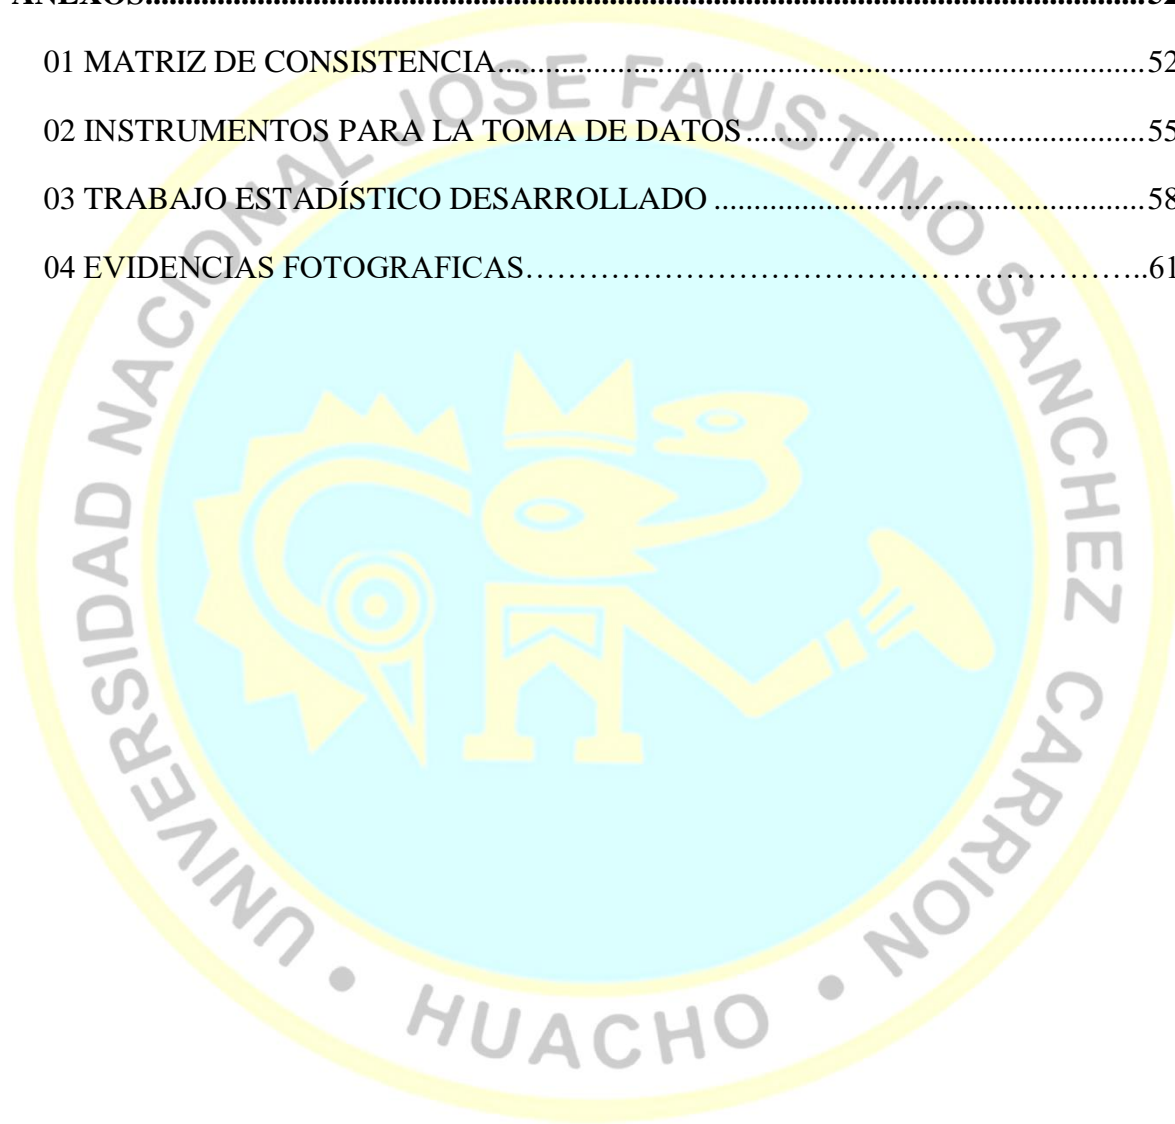 ANEXOS....................................................................................................................................52
01 MATRIZ DE CONSISTENCIA.................................................................................52
02 INSTRUMENTOS PARA LA TOMA DE DATOS..................................................55
03 TRABAJO ESTADÍSTICO DESARROLLADO ......................................................58
04 EVIDENCIAS FOTOGRAFICAS…………………………………………………..61
UNIVERSIDAD NACIONAL JOSE FAUSTINO SANCHEZ CARRION
• HUACHO •